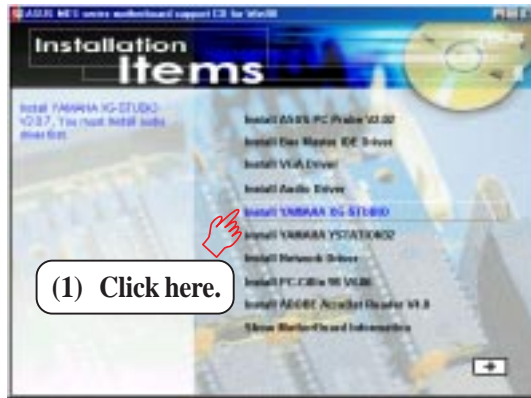 ASUS ME2 series motherboard support CD for Win98
Installation
Items
Install YAMAHA XG-STUDIO
V2.0.7. You must install audio
driver first.
Install ASUS PC Probe V2.02
Install Bus Master IDE Driver
Install VGA Driver
Install Audio Driver
Install YAMAHA XG-STUDIO
Install YAMAHA YSTATION32
Install Network Driver
Install PC-Cillin 98 V6.06
Install ADOBE Acrobat Reader V4.0
Show Motherboard Information
(1) Click here.